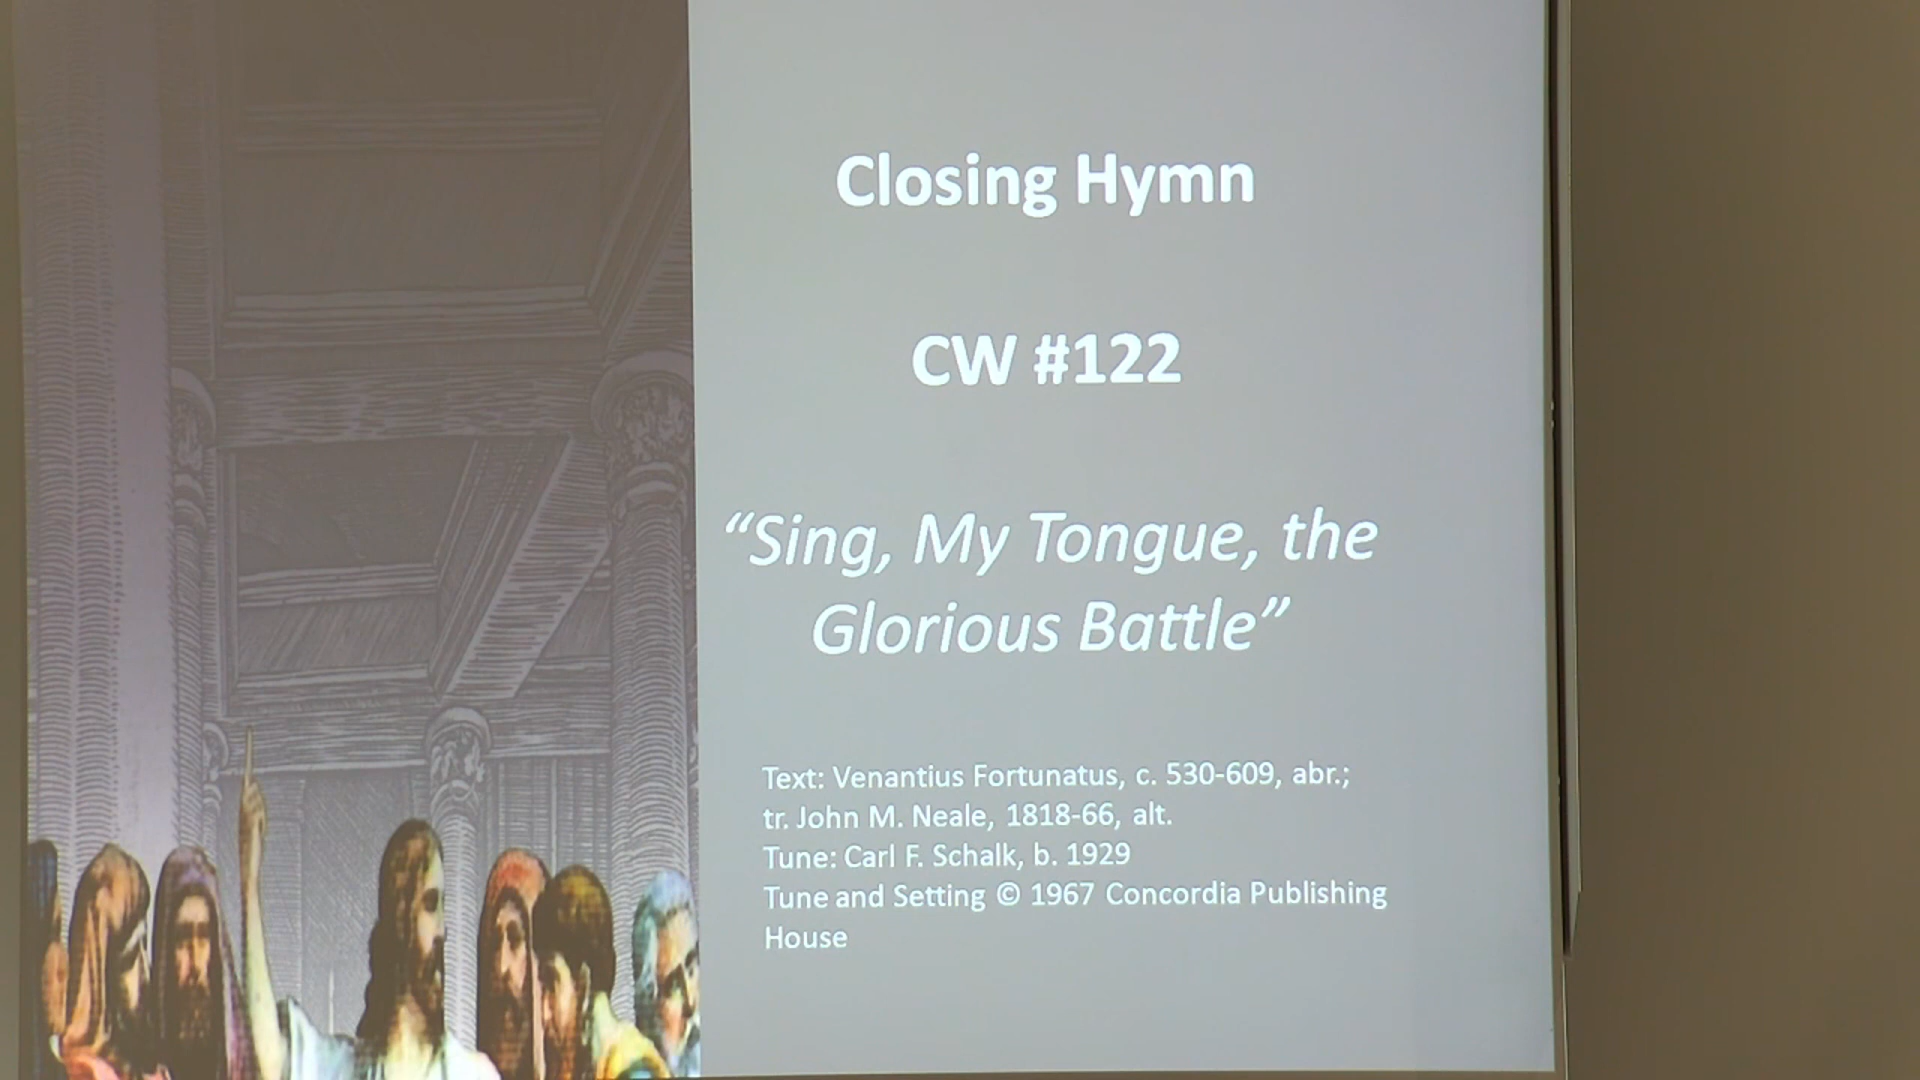 Closing Hymn
CW #122
“Sing, My Tongue, the
Glorious Battle”
Text: Venantius Fortunatus, c. 530-609, abr.;
tr. John M. Neale, 1818-66, alt.
Tune: Carl F. Schalk, b. 1929
Tune and Setting © 1967 Concordia Publishing
House